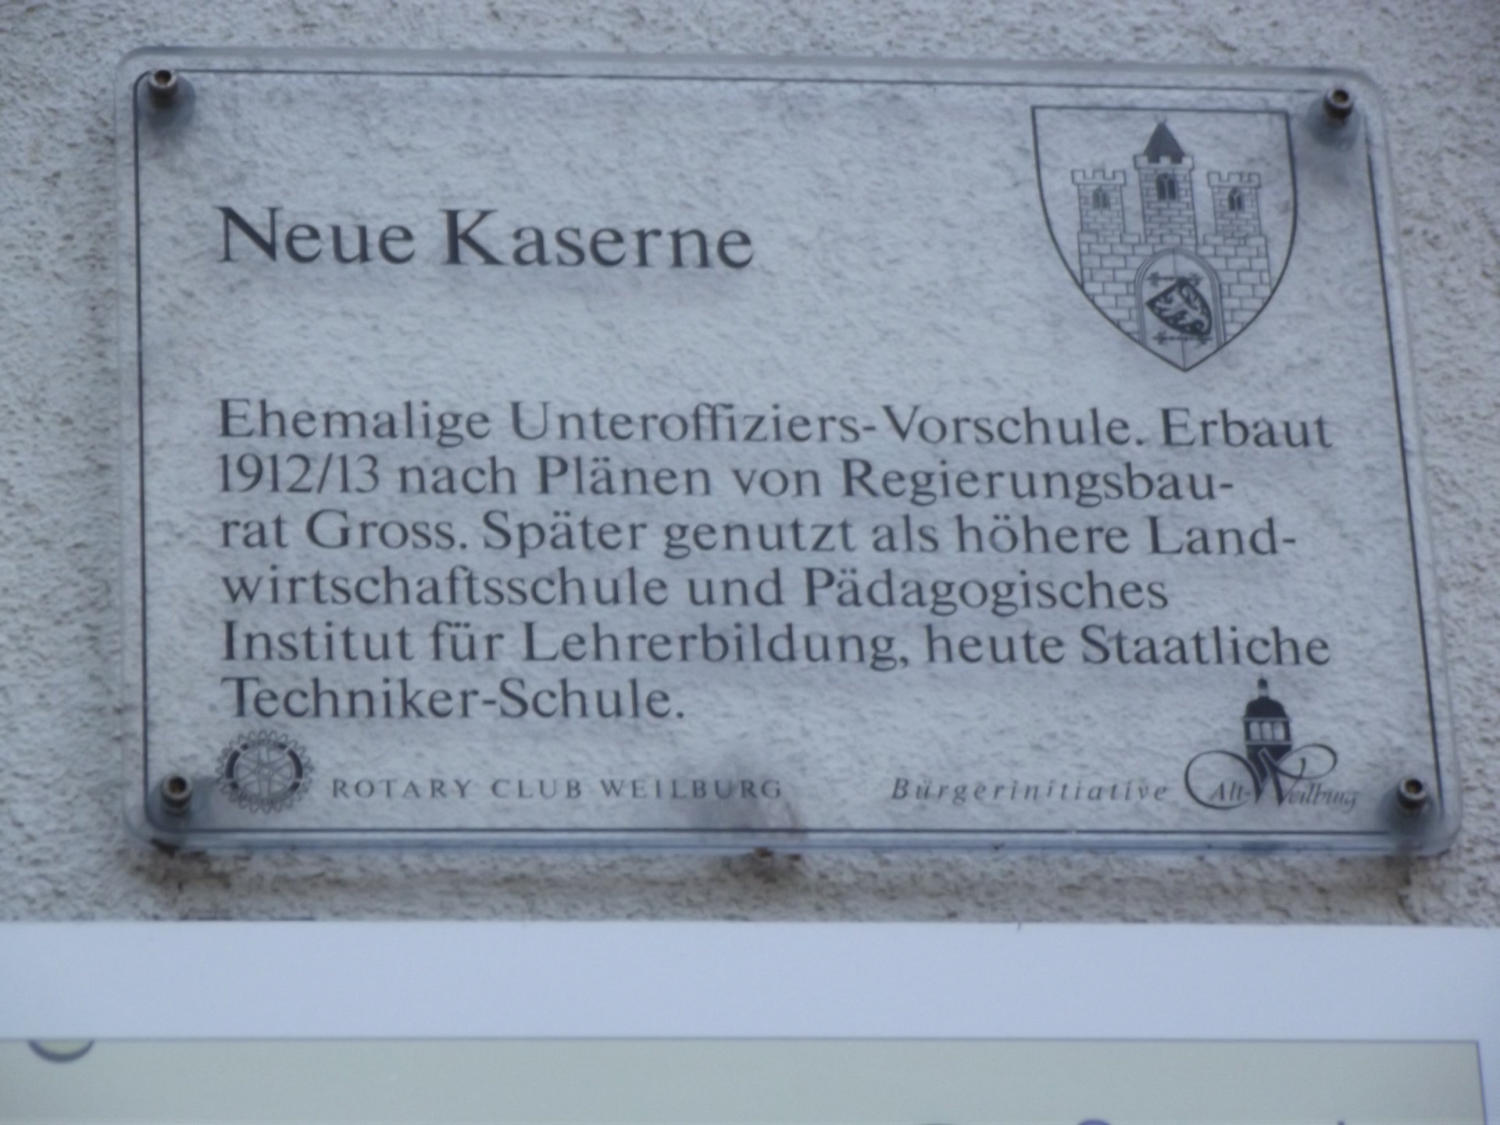 Neue Kaserne
Ehemalige Unteroffiziers-Vorschule. Erbaut
1912/13 nach Plänen von Regierungsbau-
rat Gross. Später genutzt als höhere Land-
wirtschaftsschule und Pädagogisches
Institut für Lehrerbildung, heute Staatliche
Techniker-Schule.
ROTARY CLUB WEILBURG
Bürgerinitiative Alt-Weilburg